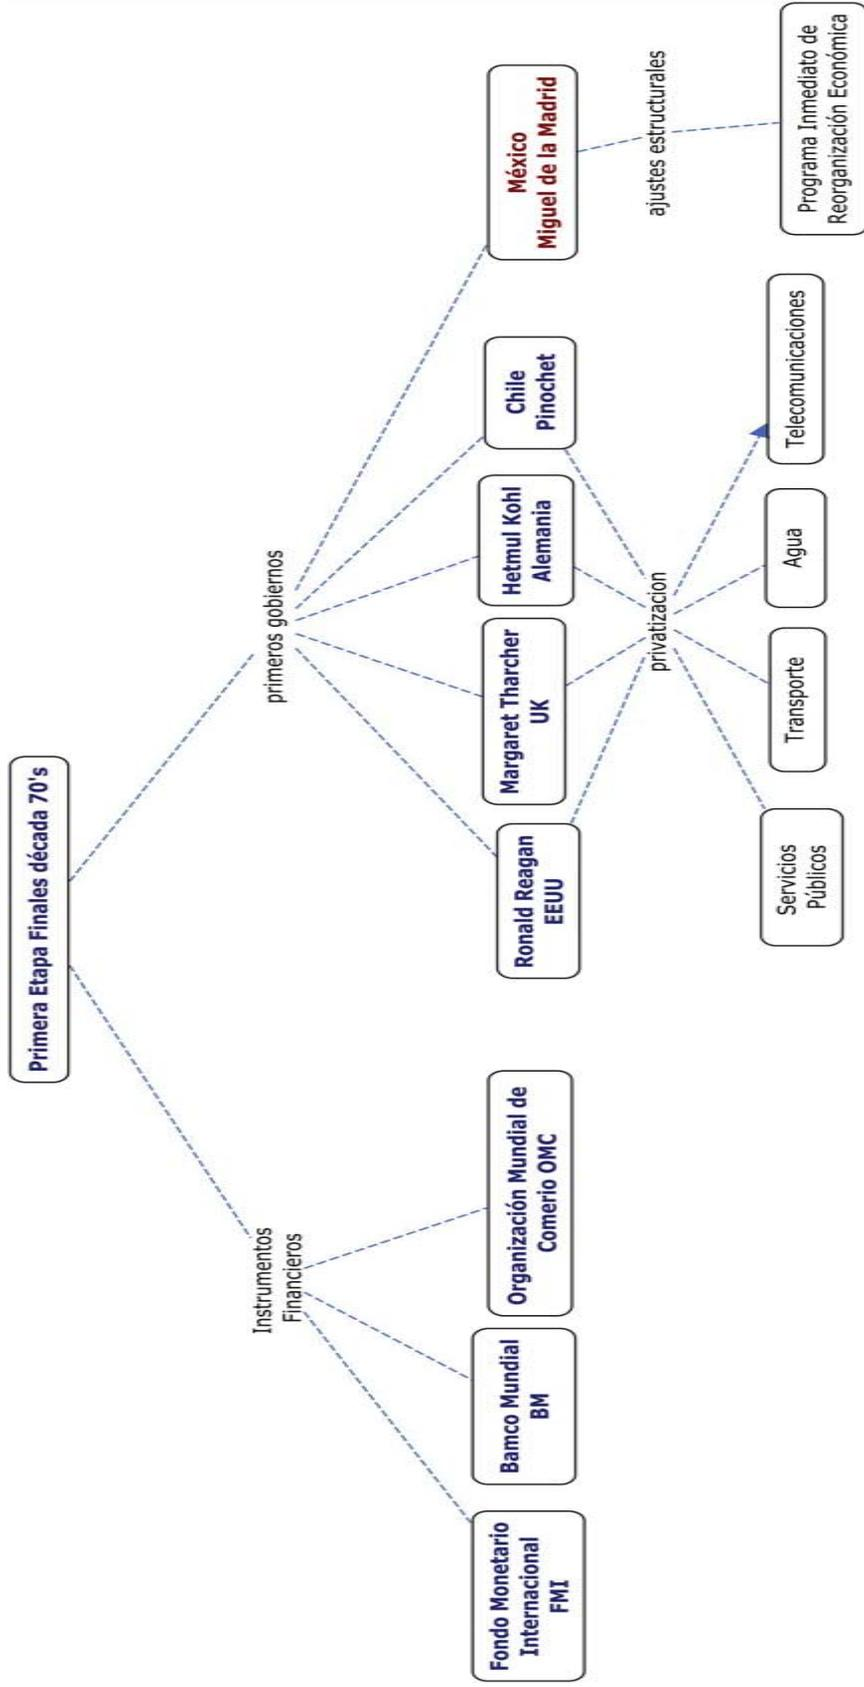 Primera Etapa Finales década 70's
Instrumentos
Financieros
primeros gobiernos
Fondo Monetario
Internacional
FMI
Bamco Mundial
BM
Organización Mundial de
Comerio OMC
Ronald Reagan
EEUU
Margaret Tharcher
UK
Hetmul Kohl
Alemania
Chile
Pinochet
México
Miguel de la Madrid
privatizacion
ajustes estructurales
Servicios
Públicos
Transporte
Agua
Telecomunicaciones
Programa Inmediato de
Reorganización Económica